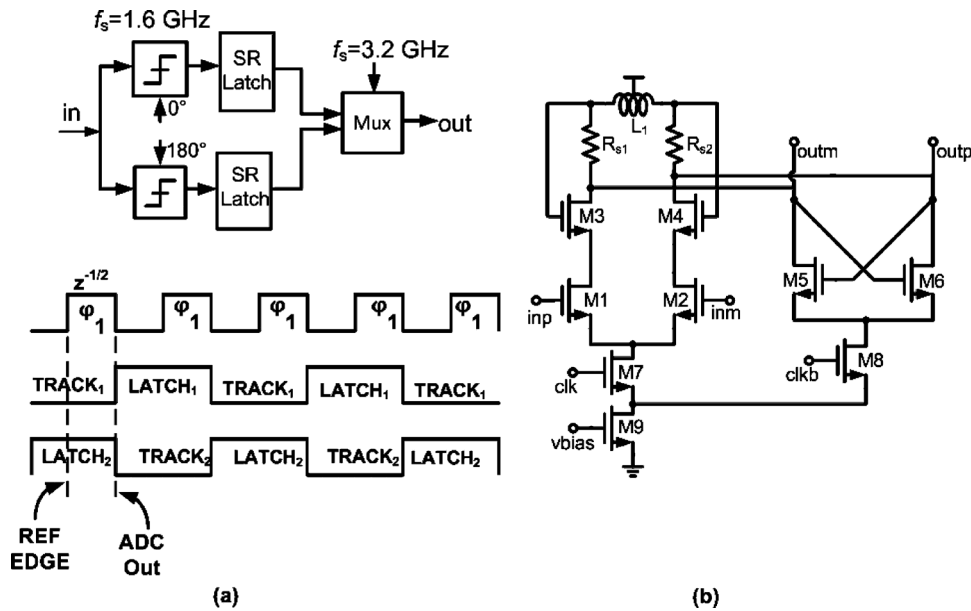 fs=1.6 GHz
SR
Latch
fs=3.2 GHz
0°
in
Mux
out
180°
SR
Latch
z-1/2
φ1 φ1 φ1 φ1 φ1
TRACK1 LATCH1 TRACK1 LATCH1 TRACK1
LATCH2 TRACK2 LATCH2 TRACK2 LATCH2
REF
EDGE
ADC
Out
(a)
L1
Rs1 Rs2
outm outp
M3 M4
M5 M6
inp M1 M2 inm
clk M7
clkb M8
vbias M9
(b)